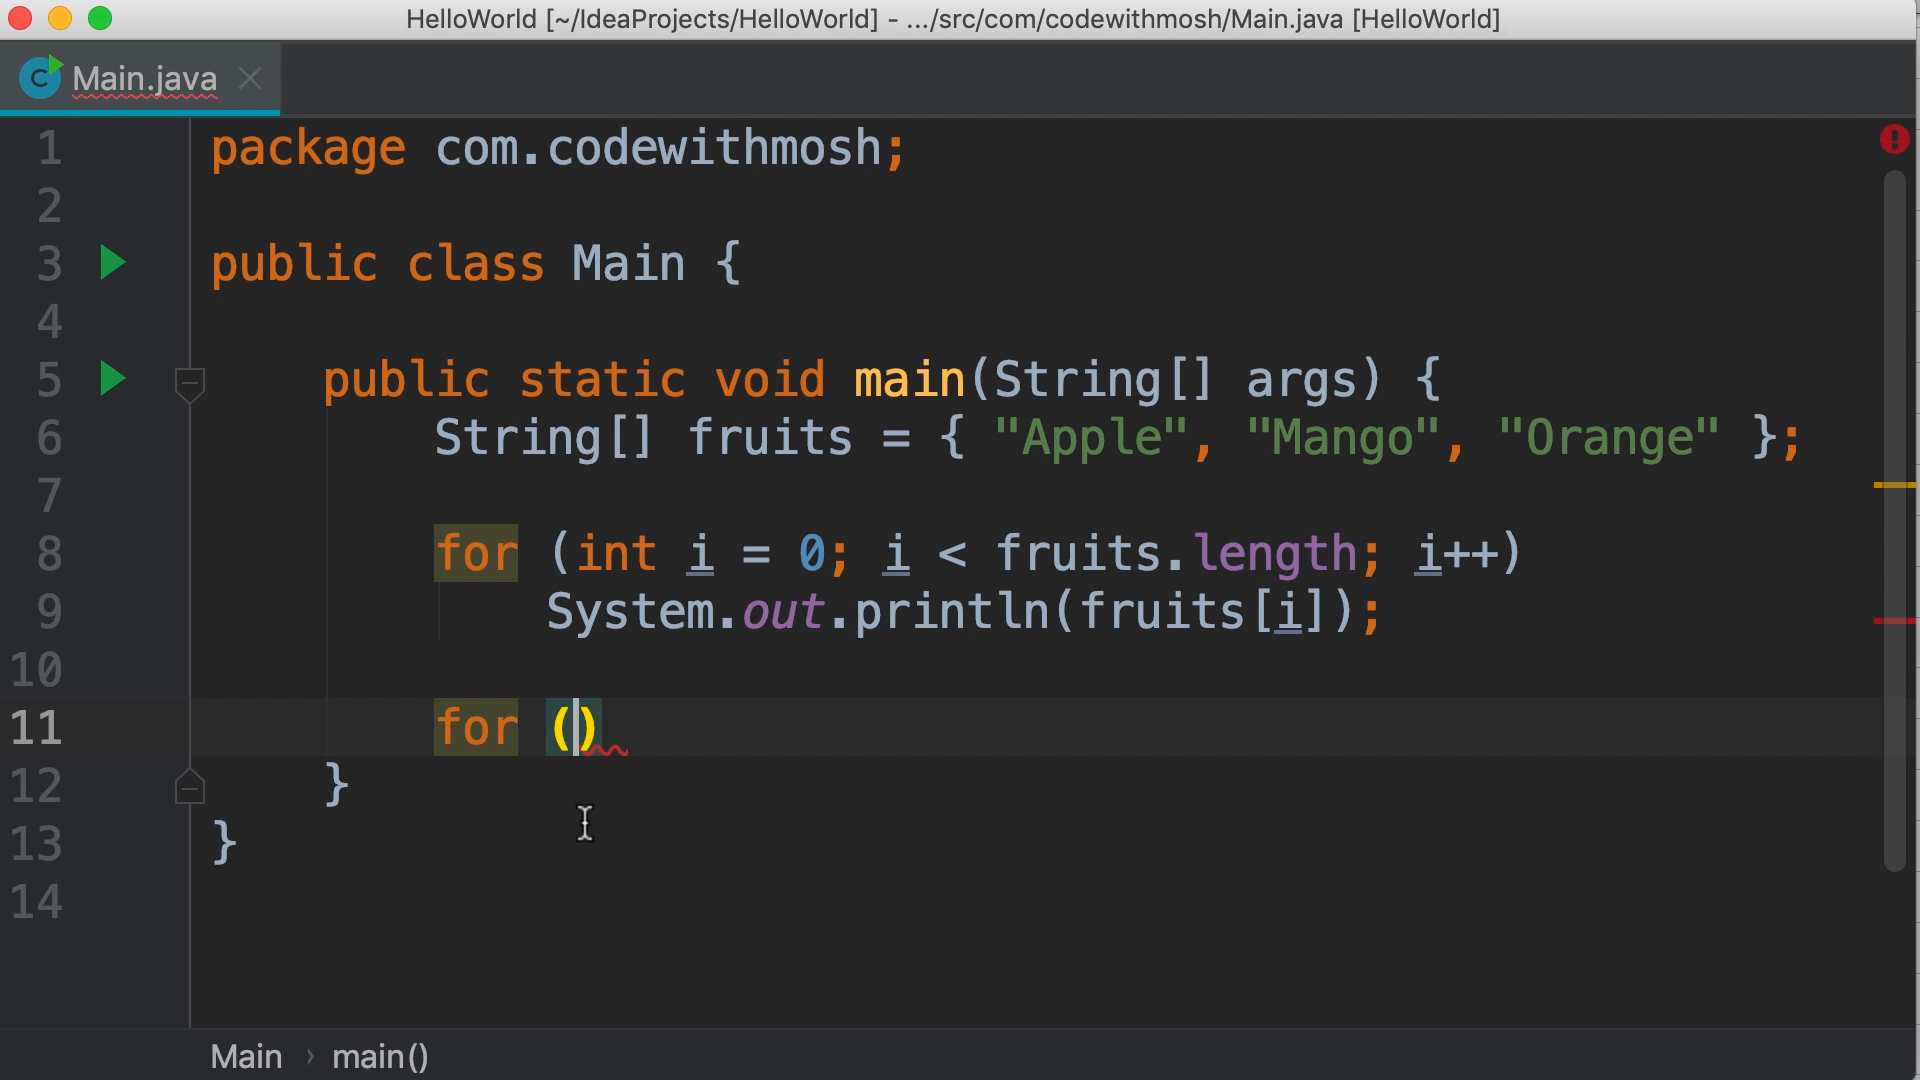 HelloWorld [~/IdeaProjects/HelloWorld] - .../src/com/codewithmosh/Main.java [HelloWorld]
C Main.java
1 package com.codewithmosh;
2
3 public class Main {
4
5     public static void main(String[] args) {
6         String[] fruits = { "Apple", "Mango", "Orange" };
7
8         for (int i = 0; i < fruits.length; i++)
9             System.out.println(fruits[i]);
10
11         for ()
12     }
13 }
14
Main › main()